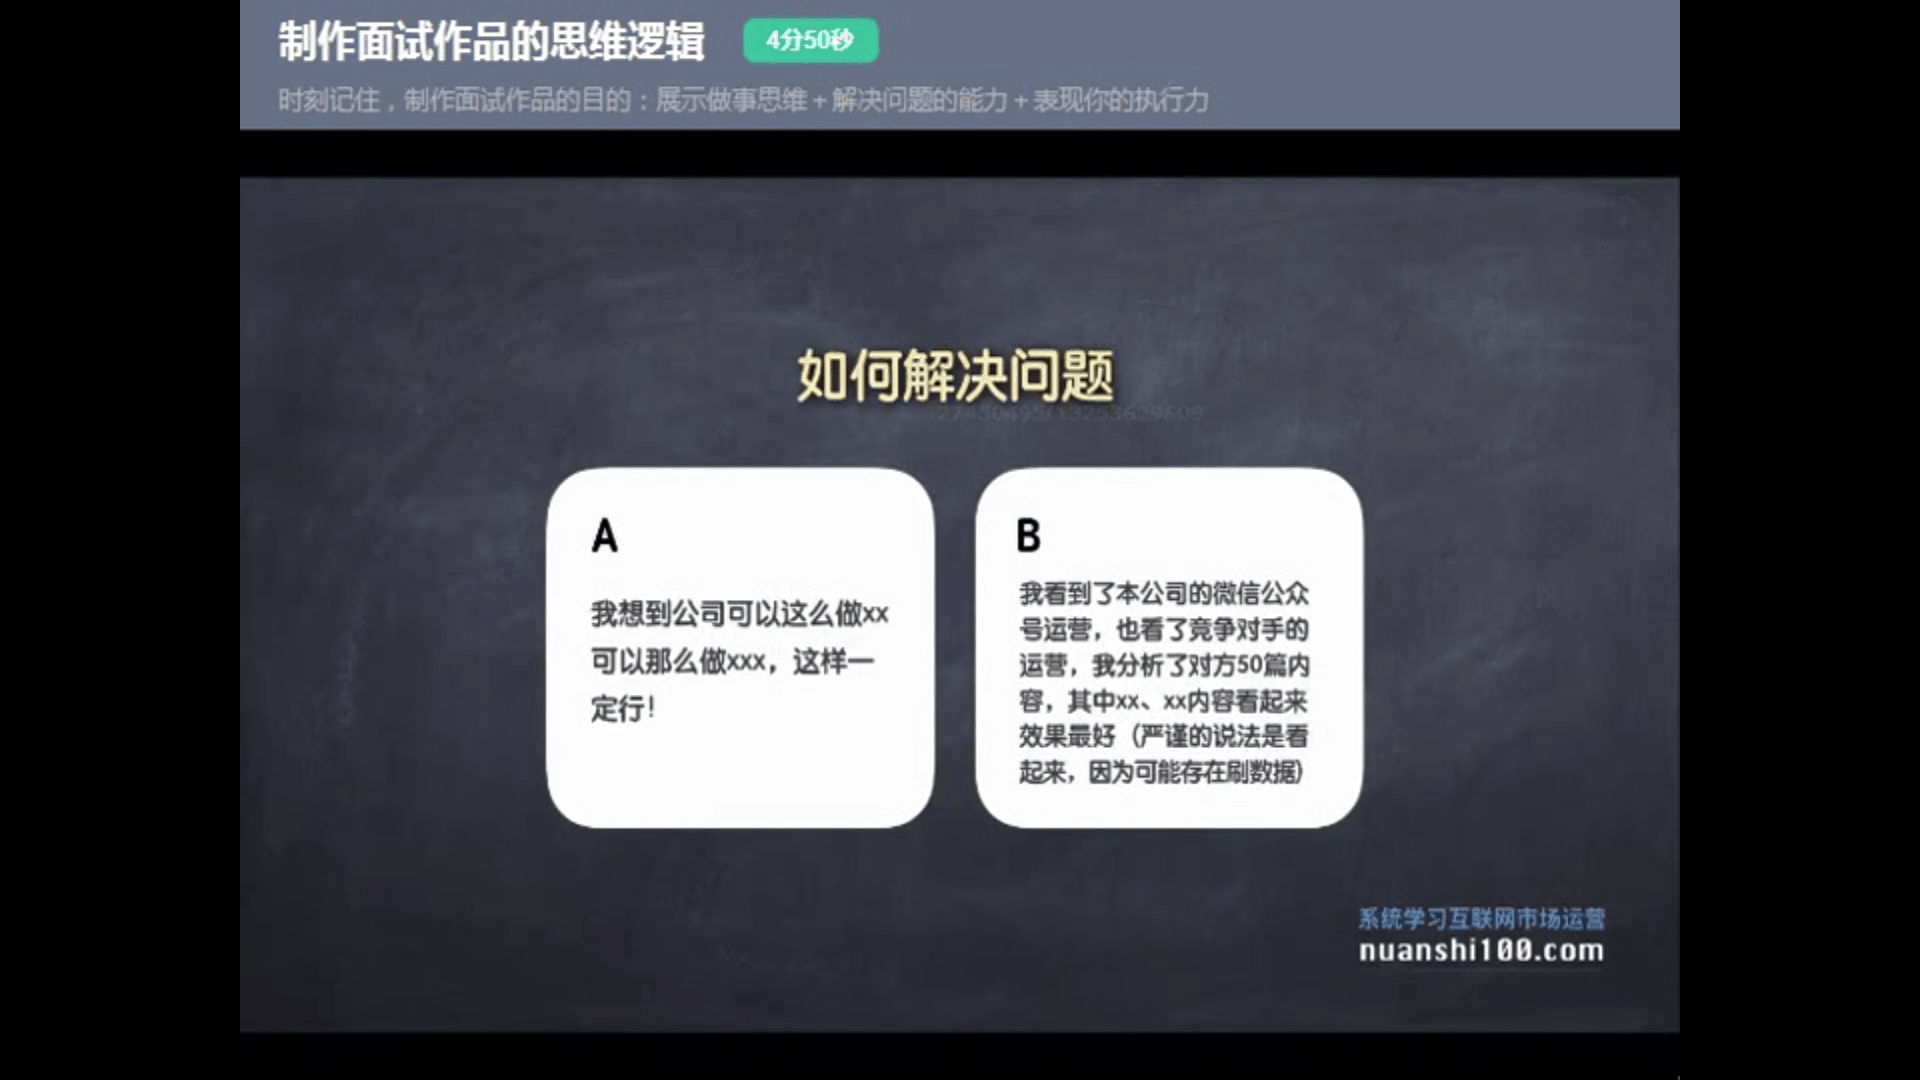 制作面试作品的思维逻辑
4分50秒
时刻记住，制作面试作品的目的：展示做事思维+解决问题的能力+表现你的执行力
如何解决问题
A
我想到公司可以这么做xx
可以那么做xxx，这样一
定行！
B
我看到了本公司的微信公众
号运营，也看了竞争对手的
运营，我分析了对方50篇内
容，其中xx、xx内容看起来
效果最好（严谨的说法是看
起来，因为可能存在刷数据)
系统学习互联网市场运营
nuanshi100.com